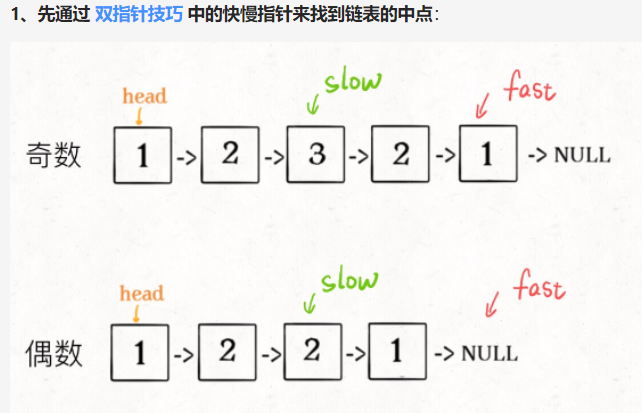 1、先通过 双指针技巧 中的快慢指针来找到链表的中点：
slow
fast
head
奇数 1 -> 2 -> 3 -> 2 -> 1 -> NULL
slow
fast
head
偶数 1 -> 2 -> 2 -> 1 -> NULL